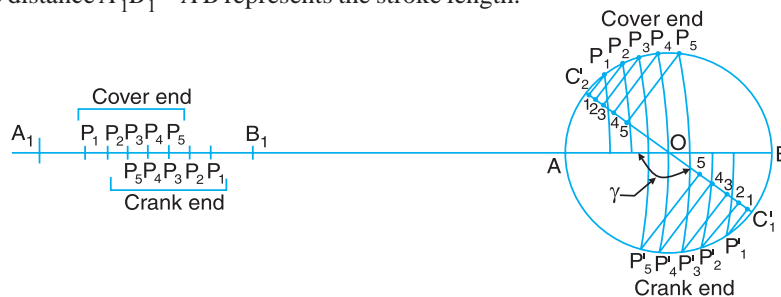 distance A₁B₁ = AB represents the stroke length.
Cover end
P₁ P₂ P₃ P₄ P₅
C'₂
1 2 3 4 5
Cover end
A₁ P₁ P₂ P₃ P₄ P₅ B₁
P₅ P₄ P₃ P₂ P₁
Crank end
A O B
γ
5 4 3 2 1
C'₁
P'₅ P'₄ P'₃ P'₂ P'₁
Crank end